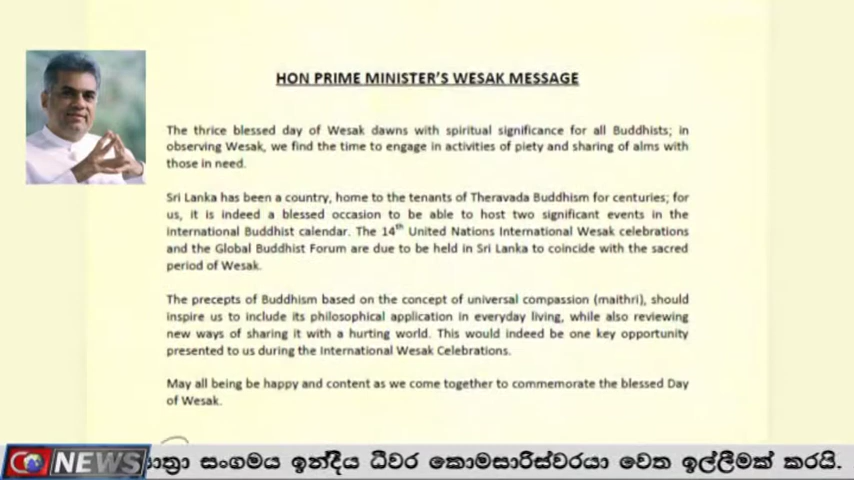 HON PRIME MINISTER'S WESAK MESSAGE
The thrice blessed day of Wesak dawns with spiritual significance for all Buddhists; in
observing Wesak, we find the time to engage in activities of piety and sharing of alms with
those in need.
Sri Lanka has been a country, home to the tenants of Theravada Buddhism for centuries; for
us, it is indeed a blessed occasion to be able to host two significant events in the
international Buddhist calendar. The 14th United Nations International Wesak celebrations
and the Global Buddhist Forum are due to be held in Sri Lanka to coincide with the sacred
period of Wesak.
The precepts of Buddhism based on the concept of universal compassion (maithri), should
inspire us to include its philosophical application in everyday living, while also reviewing
new ways of sharing it with a hurting world. This would indeed be one key opportunity
presented to us during the International Wesak Celebrations.
May all being be happy and content as we come together to commemorate the blessed Day
of Wesak.
NEWS සංගමය ඉන්දීය ධීවර කොමසාරිස්වරයා වෙත ඉල්ලීමක් කරයි.